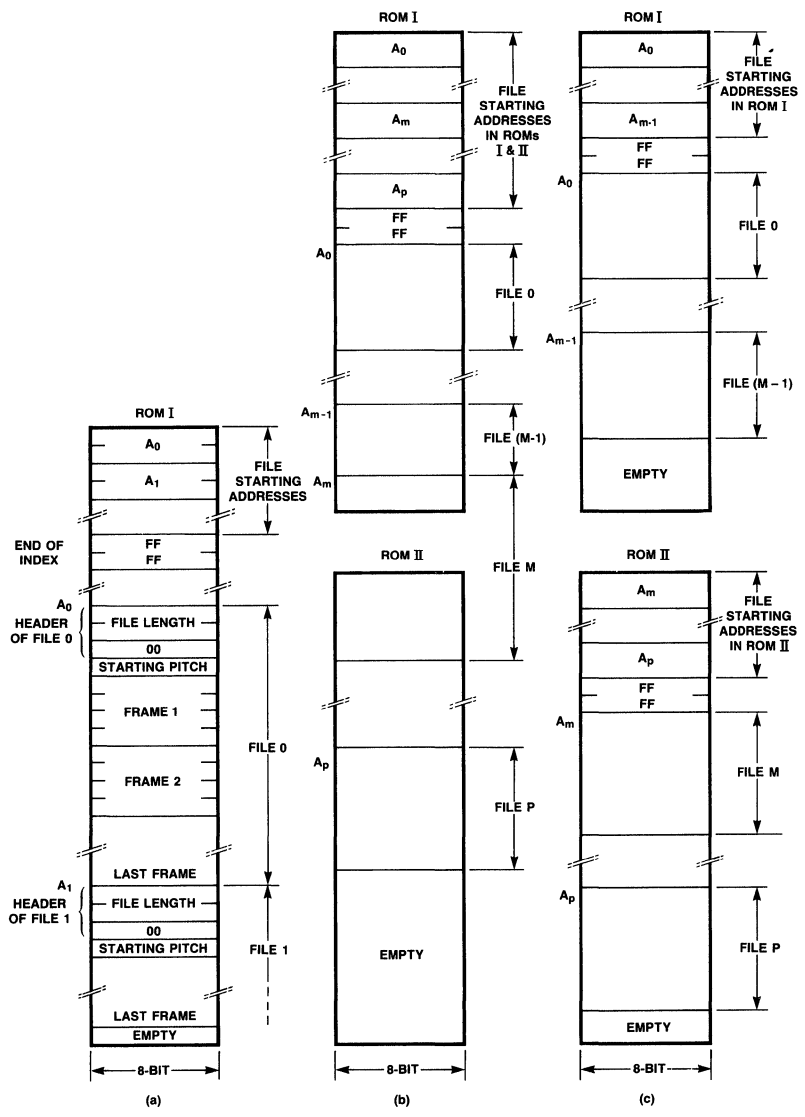 ROM I
A0
Am
Ap
FF
FF
A0
Am-1
Am
FILE
STARTING
ADDRESSES
IN ROMs
I & II
FILE 0
FILE (M-1)
FILE M
ROM II
Ap
FILE P
EMPTY
8-BIT
(b)
ROM I
A0
Am-1
FF
FF
A0
Am-1
FILE
STARTING
ADDRESSES
IN ROM I
FILE 0
FILE (M – 1)
EMPTY
ROM II
Am
Ap
FF
FF
Am
Ap
FILE
STARTING
ADDRESSES
IN ROM II
FILE M
FILE P
EMPTY
8-BIT
(c)
ROM I
A0
A1
FILE
STARTING
ADDRESSES
END OF
INDEX
FF
FF
A0
HEADER
OF FILE 0
FILE LENGTH
00
STARTING PITCH
FRAME 1
FRAME 2
FILE 0
LAST FRAME
A1
HEADER
OF FILE 1
FILE LENGTH
00
STARTING PITCH
FILE 1
LAST FRAME
EMPTY
8-BIT
(a)